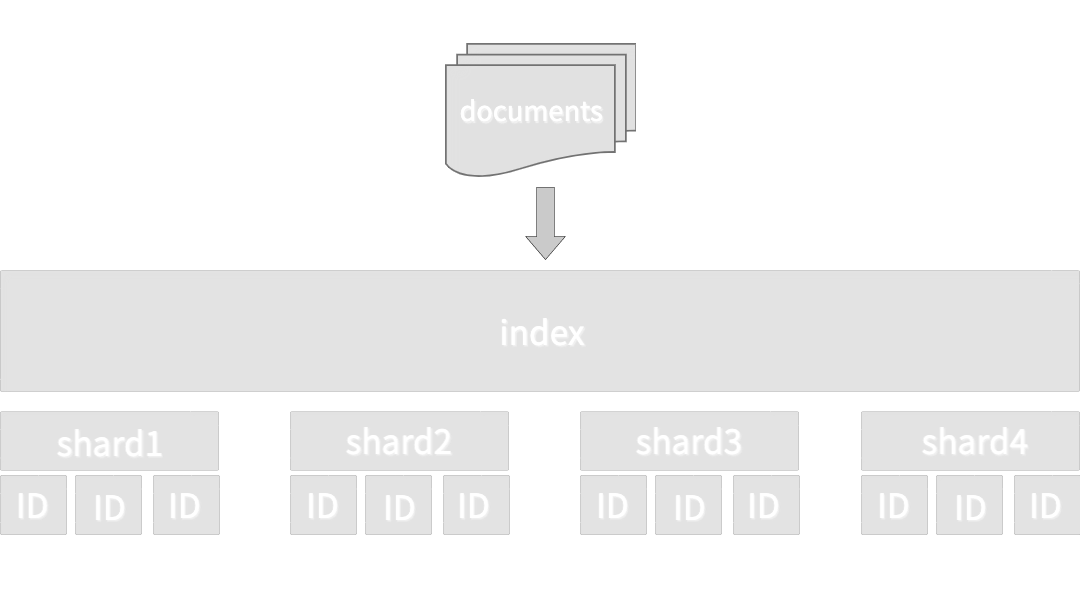 documents
index
shard1 shard2 shard3 shard4
ID ID ID ID ID ID ID ID ID ID ID ID